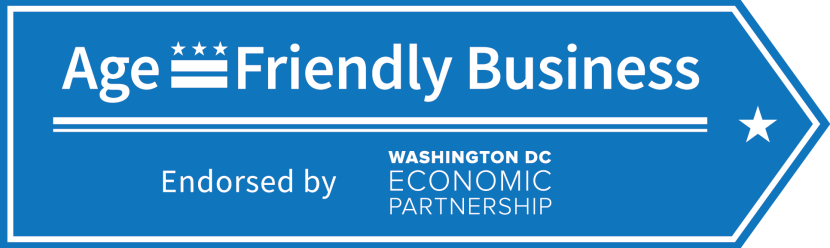 Age Friendly Business
Endorsed by
WASHINGTON DC
ECONOMIC
PARTNERSHIP